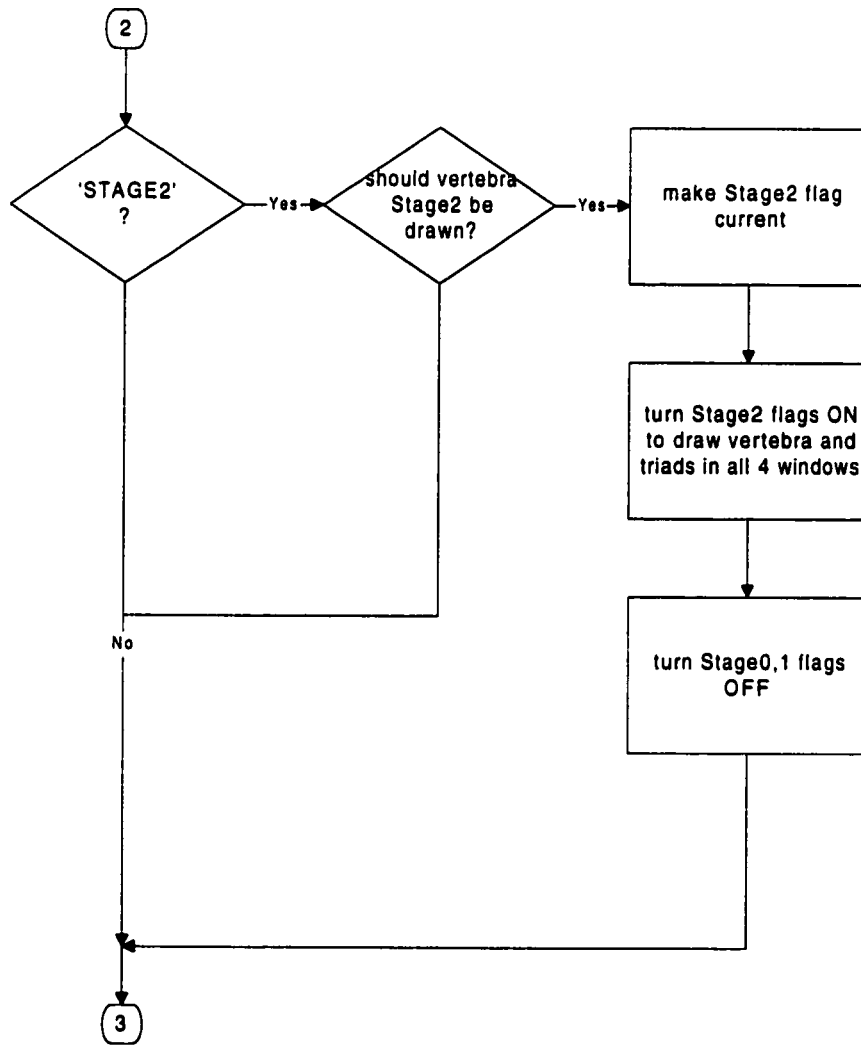 2
'STAGE2'
?
Yes
should vertebra
Stage2 be
drawn?
Yes
make Stage2 flag
current
turn Stage2 flags ON
to draw vertebra and
triads in all 4 windows
turn Stage0,1 flags
OFF
No
3